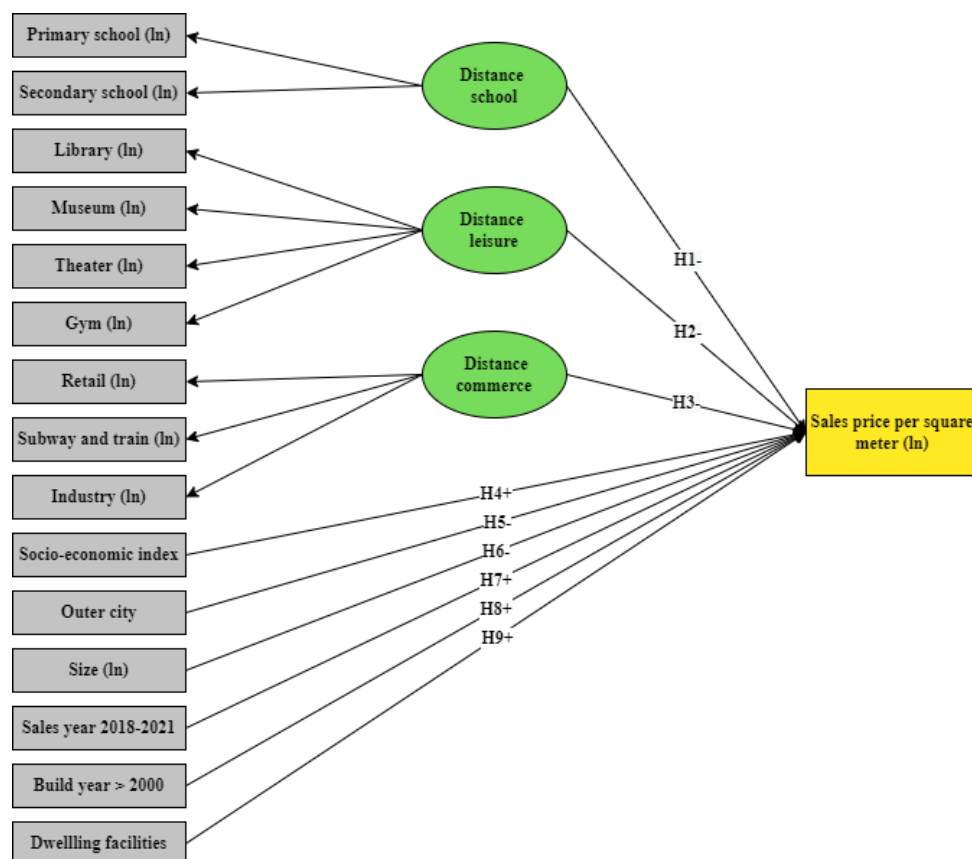 Primary school (ln)
Secondary school (ln)
Library (ln)
Museum (ln)
Theater (ln)
Gym (ln)
Retail (ln)
Subway and train (ln)
Industry (ln)
Socio-economic index
Outer city
Size (ln)
Sales year 2018-2021
Build year > 2000
Dwellling facilities
Distance
school
Distance
leisure
Distance
commerce
H1-
H2-
H3-
H4+
H5-
H6-
H7+
H8+
H9+
Sales price per square
meter (ln)